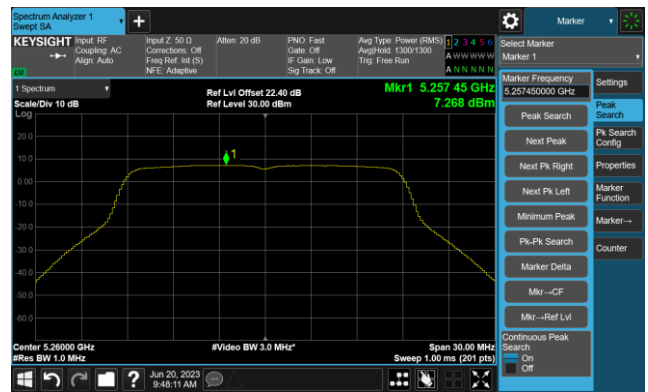 Spectrum Analyzer 1
Swept SA
Marker
KEYSIGHT
Input: RF
Coupling: AC
Align: Auto
Input Z: 50 Ω
Corrections: Off
Freq Ref: Int (S)
NFE: Adaptive
Atten: 20 dB
PNO: Fast
Gate: Off
IF Gain: Low
Sig Track: Off
Avg Type: Power (RMS)
Avg|Hold: 1300/1300
Trig: Free Run
1 2 3 4 5 6
A W W W W W
A N N N N N
Select Marker
Marker 1
1 Spectrum
Scale/Div 10 dB
Log
Ref Lvl Offset 22.40 dB
Ref Level 30.00 dBm
Mkr1 5.257 45 GHz
7.268 dBm
20.0
10.0
0.00
-10.0
-20.0
-30.0
-40.0
-50.0
-60.0
1
Center 5.26000 GHz
#Res BW 1.0 MHz
#Video BW 3.0 MHz*
Span 30.00 MHz
Sweep 1.00 ms (201 pts)
Marker Frequency
5.257450000 GHz
Peak Search
Next Peak
Next Pk Right
Next Pk Left
Minimum Peak
Pk-Pk Search
Marker Delta
Mkr→CF
Mkr→Ref Lvl
Continuous Peak
Search
On
Off
Settings
Peak
Search
Pk Search
Config
Properties
Marker
Function
Marker→
Counter
Jun 20, 2023
9:48:11 AM